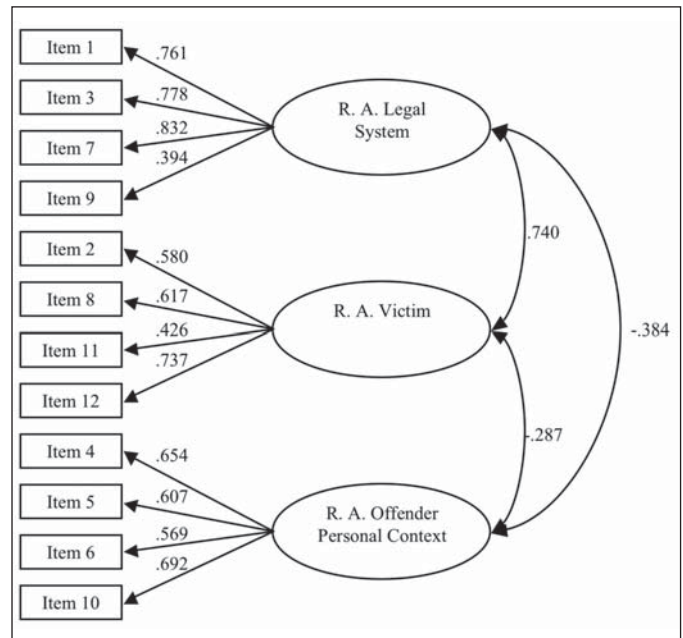 Item 1
.761
Item 3
.778
R. A. Legal
System
Item 7
.832
Item 9
.394
.740
Item 2
.580
Item 8
.617
R. A. Victim
Item 11
.426
Item 12
.737
-.384
Item 4
.654
-.287
Item 5
.607
R. A. Offender
Personal Context
Item 6
.569
Item 10
.692